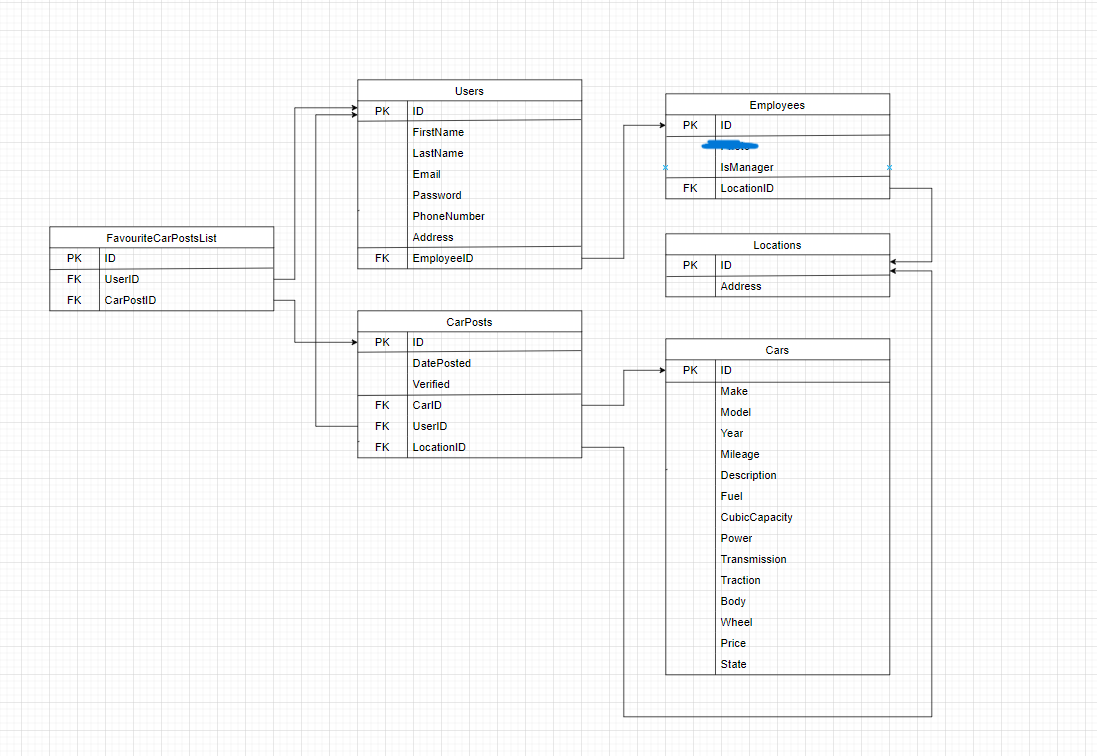 Users
PK ID
FirstName
LastName
Email
Password
PhoneNumber
Address
FK EmployeeID
Employees
PK ID
IsManager
FK LocationID
FavouriteCarPostsList
PK ID
FK UserID
FK CarPostID
Locations
PK ID
Address
CarPosts
PK ID
DatePosted
Verified
FK CarID
FK UserID
FK LocationID
Cars
PK ID
Make
Model
Year
Mileage
Description
Fuel
CubicCapacity
Power
Transmission
Traction
Body
Wheel
Price
State